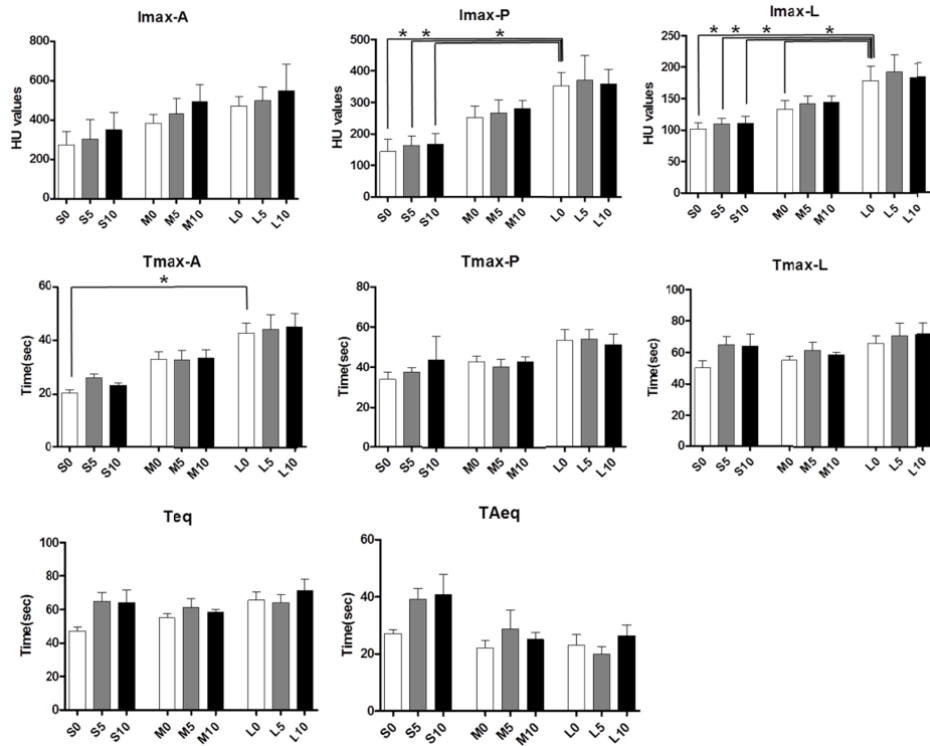 Imax-A
HU values
800
600
400
200
0
S0 S5 S10 M0 M5 M10 L0 L5 L10
Imax-P
HU values
500
400
300
200
100
0
* * *
S0 S5 S10 M0 M5 M10 L0 L5 L10
Imax-L
HU values
250
200
150
100
50
0
* * * *
S0 S5 S10 M0 M5 M10 L0 L5 L10
Tmax-A
Time(sec)
60
40
20
0
*
S0 S5 S10 M0 M5 M10 L0 L5 L10
Tmax-P
Time(sec)
80
60
40
20
0
S0 S5 S10 M0 M5 M10 L0 L5 L10
Tmax-L
Time(sec)
100
80
60
40
20
0
S0 S5 S10 M0 M5 M10 L0 L5 L10
Teq
Time(sec)
100
80
60
40
20
0
S0 S5 S10 M0 M5 M10 L0 L5 L10
TAeq
Time(sec)
60
40
20
0
S0 S5 S10 M0 M5 M10 L0 L5 L10